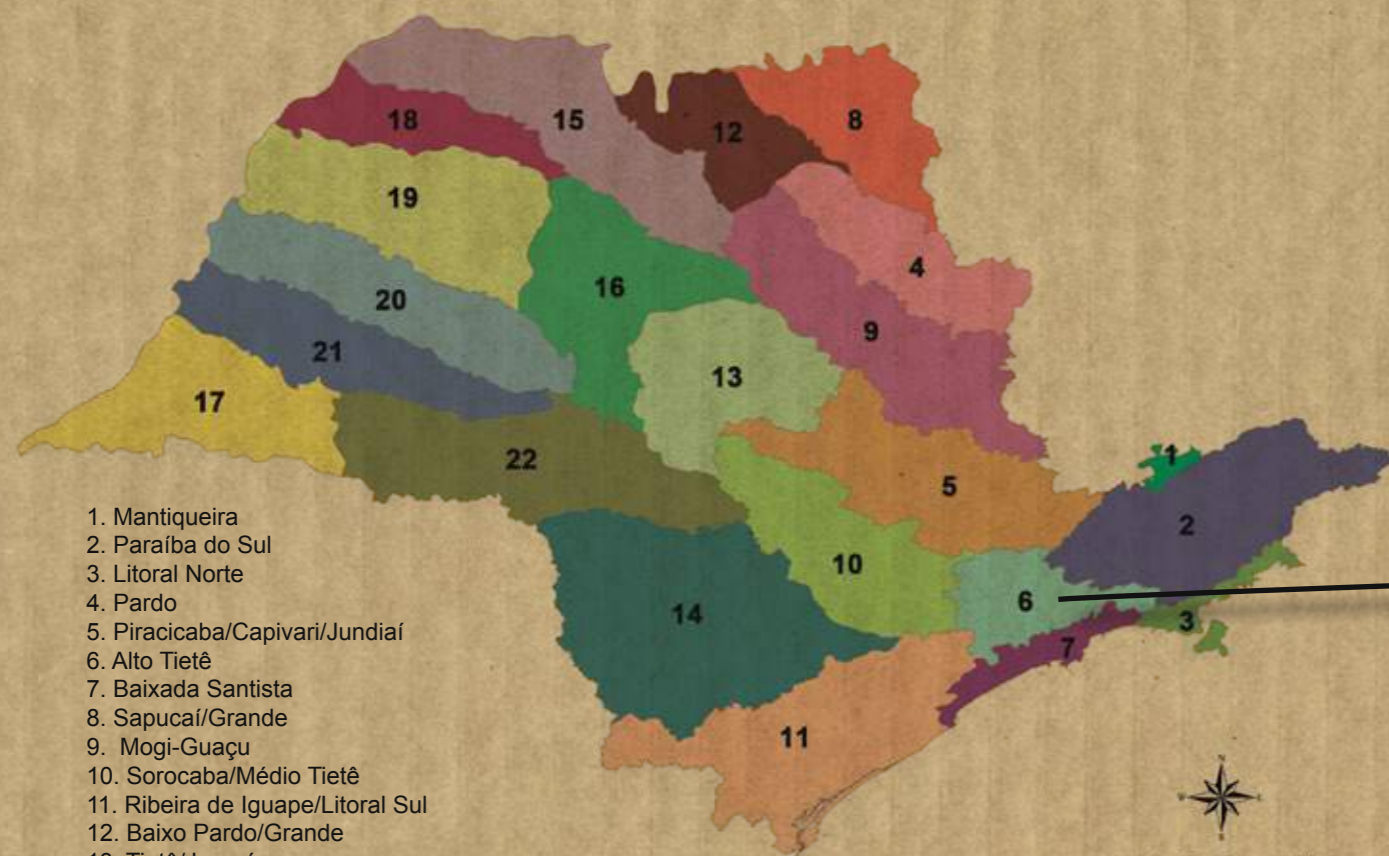 18
15
12
8
19
4
16
20
9
21
13
17
22
5
1
2
10
6
3
14
7
11
1. Mantiqueira
2. Paraíba do Sul
3. Litoral Norte
4. Pardo
5. Piracicaba/Capivari/Jundiaí
6. Alto Tietê
7. Baixada Santista
8. Sapucaí/Grande
9. Mogi-Guaçu
10. Sorocaba/Médio Tietê
11. Ribeira de Iguape/Litoral Sul
12. Baixo Pardo/Grande